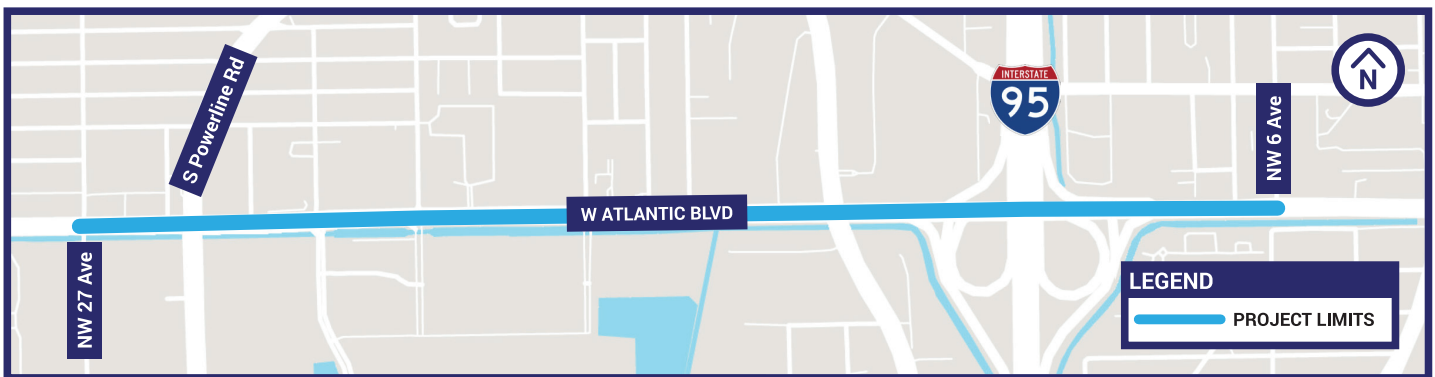 S Powerline Rd
INTERSTATE
95
N
NW 6 Ave
W ATLANTIC BLVD
NW 27 Ave
LEGEND
PROJECT LIMITS